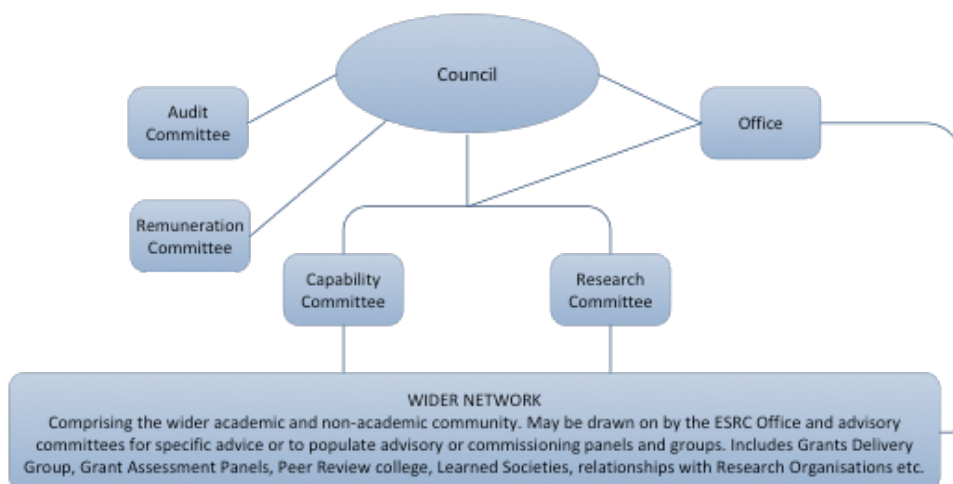 Council
Audit
Committee
Office
Remuneration
Committee
Capability
Committee
Research
Committee
WIDER NETWORK
Comprising the wider academic and non-academic community. May be drawn on by the ESRC Office and advisory
committees for specific advice or to populate advisory or commissioning panels and groups. Includes Grants Delivery
Group, Grant Assessment Panels, Peer Review college, Learned Societies, relationships with Research Organisations etc.